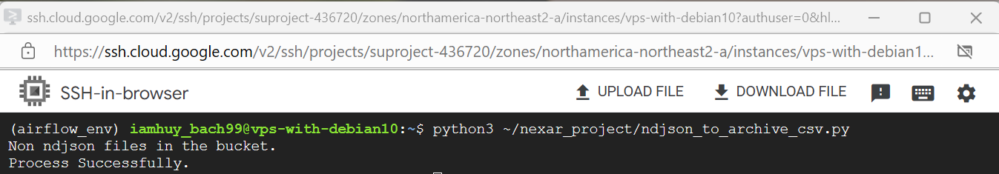 ssh.cloud.google.com/v2/ssh/projects/suproject-436720/zones/northamerica-northeast2-a/instances/vps-with-debian10?authuser=0&hl...
https://ssh.cloud.google.com/v2/ssh/projects/suproject-436720/zones/northamerica-northeast2-a/instances/vps-with-debian1...
SSH-in-browser UPLOAD FILE DOWNLOAD FILE
(airflow_env) iamhuy_bach99@vps-with-debian10:~$ python3 ~/nexar_project/ndjson_to_archive_csv.py
Non ndjson files in the bucket.
Process Successfully.